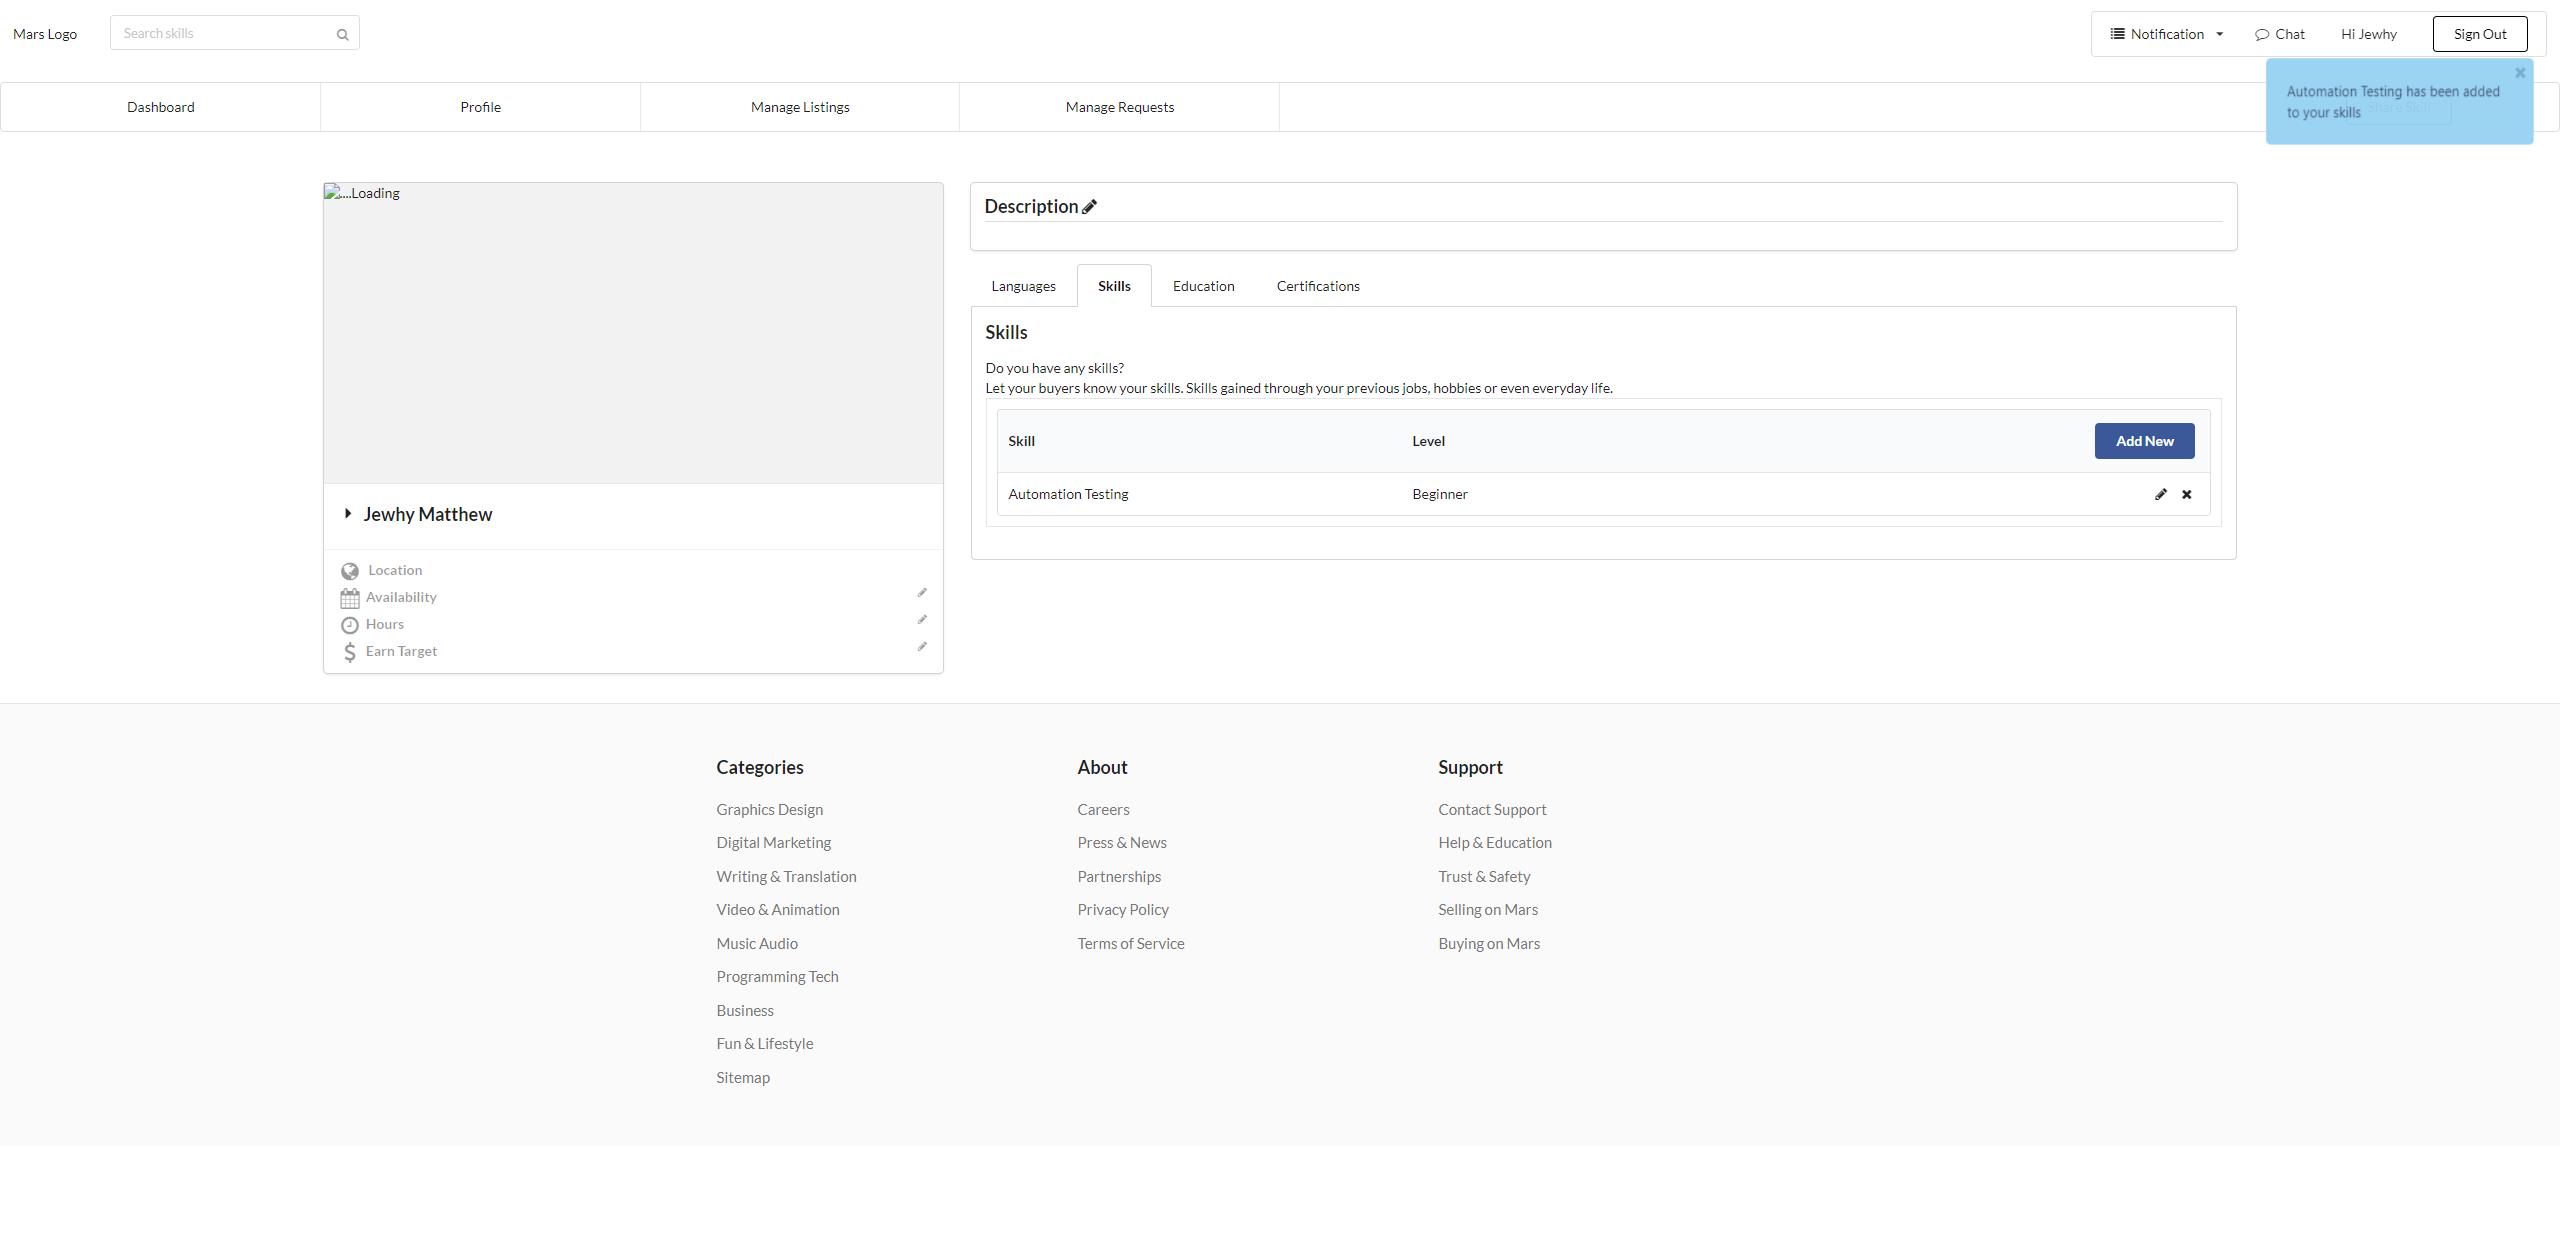 Mars Logo
Search skills
Notification
Chat
Hi Jewhy
Sign Out
Automation Testing has been added
to your skills
Dashboard
Profile
Manage Listings
Manage Requests
....Loading
Jewhy Matthew
Location
Availability
Hours
Earn Target
Description
Languages
Skills
Education
Certifications
Skills
Do you have any skills?
Let your buyers know your skills. Skills gained through your previous jobs, hobbies or even everyday life.
Skill
Level
Add New
Automation Testing
Beginner
Categories
Graphics Design
Digital Marketing
Writing & Translation
Video & Animation
Music Audio
Programming Tech
Business
Fun & Lifestyle
Sitemap
About
Careers
Press & News
Partnerships
Privacy Policy
Terms of Service
Support
Contact Support
Help & Education
Trust & Safety
Selling on Mars
Buying on Mars